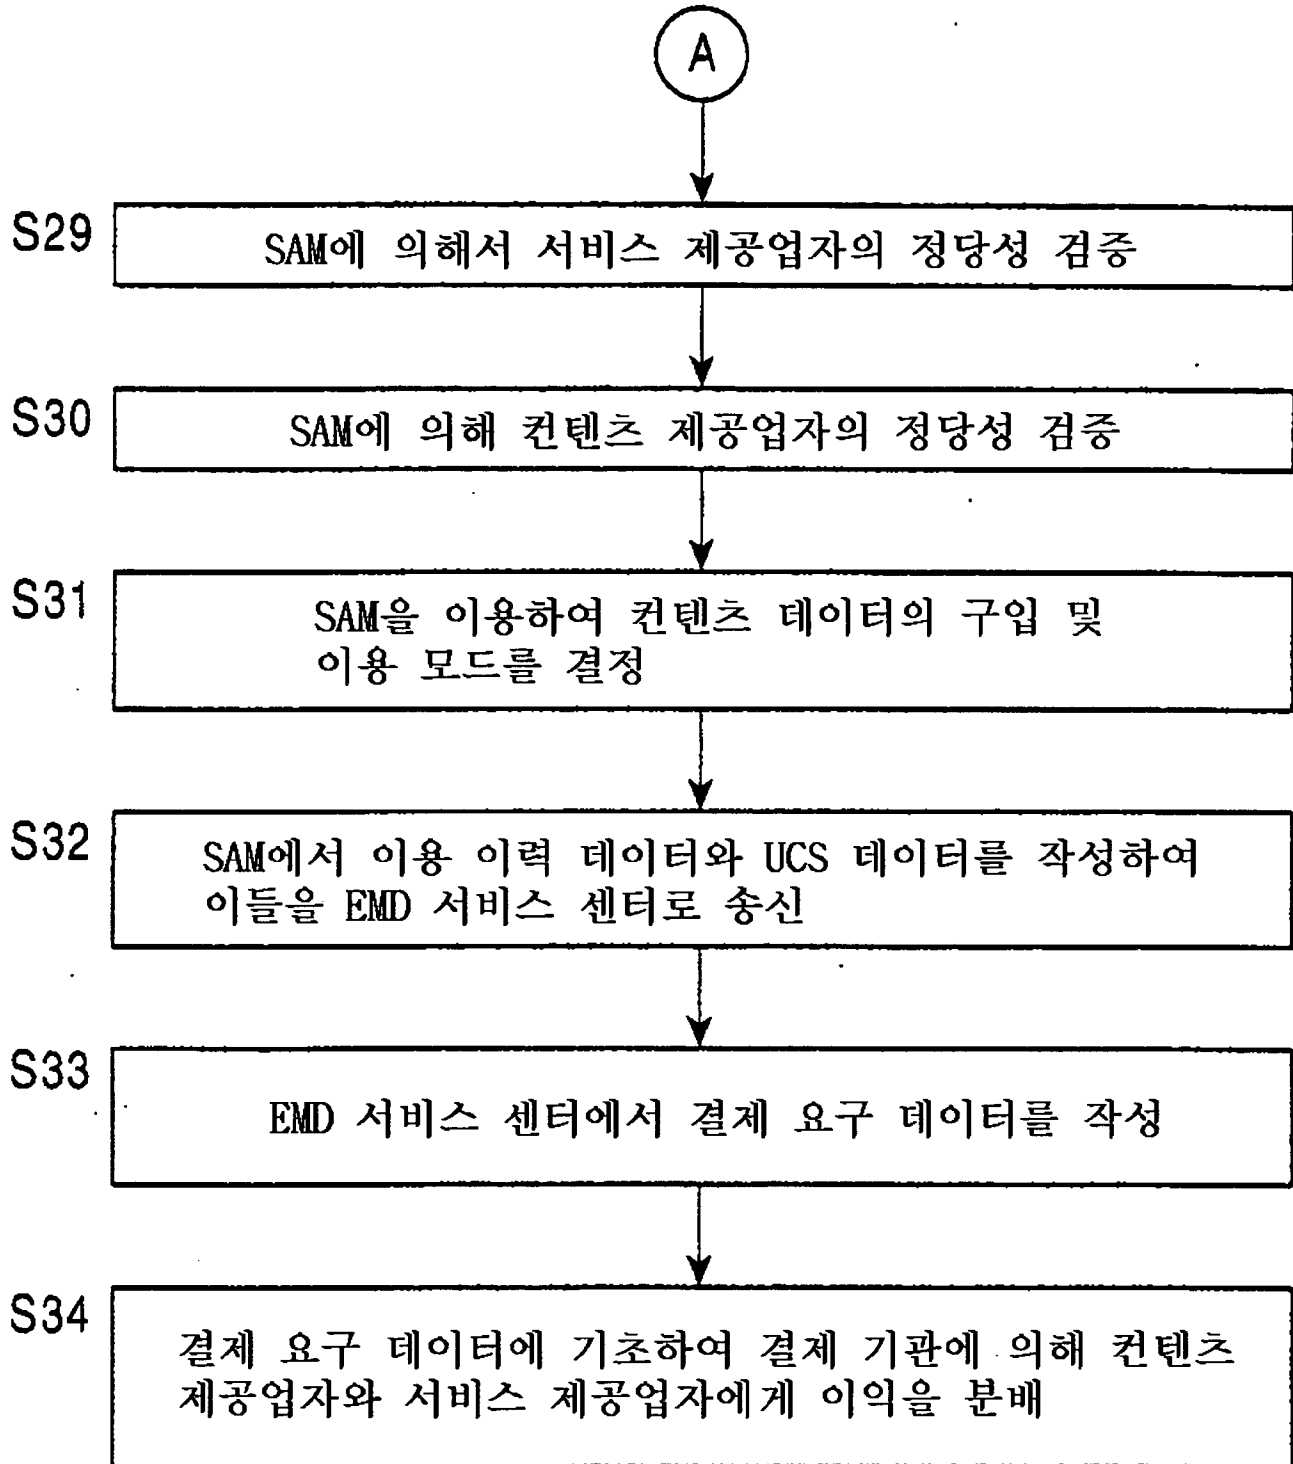 A
S29
SAM에 의해서 서비스 제공업자의 정당성 검증
S30
SAM에 의해 컨텐츠 제공업자의 정당성 검증
S31
SAM을 이용하여 컨텐츠 데이터의 구입 및
이용 모드를 결정
S32
SAM에서 이용 이력 데이터와 UCS 데이터를 작성하여
이들을 EMD 서비스 센터로 송신
S33
EMD 서비스 센터에서 결제 요구 데이터를 작성
S34
결제 요구 데이터에 기초하여 결제 기관에 의해 컨텐츠
제공업자와 서비스 제공업자에게 이익을 분배